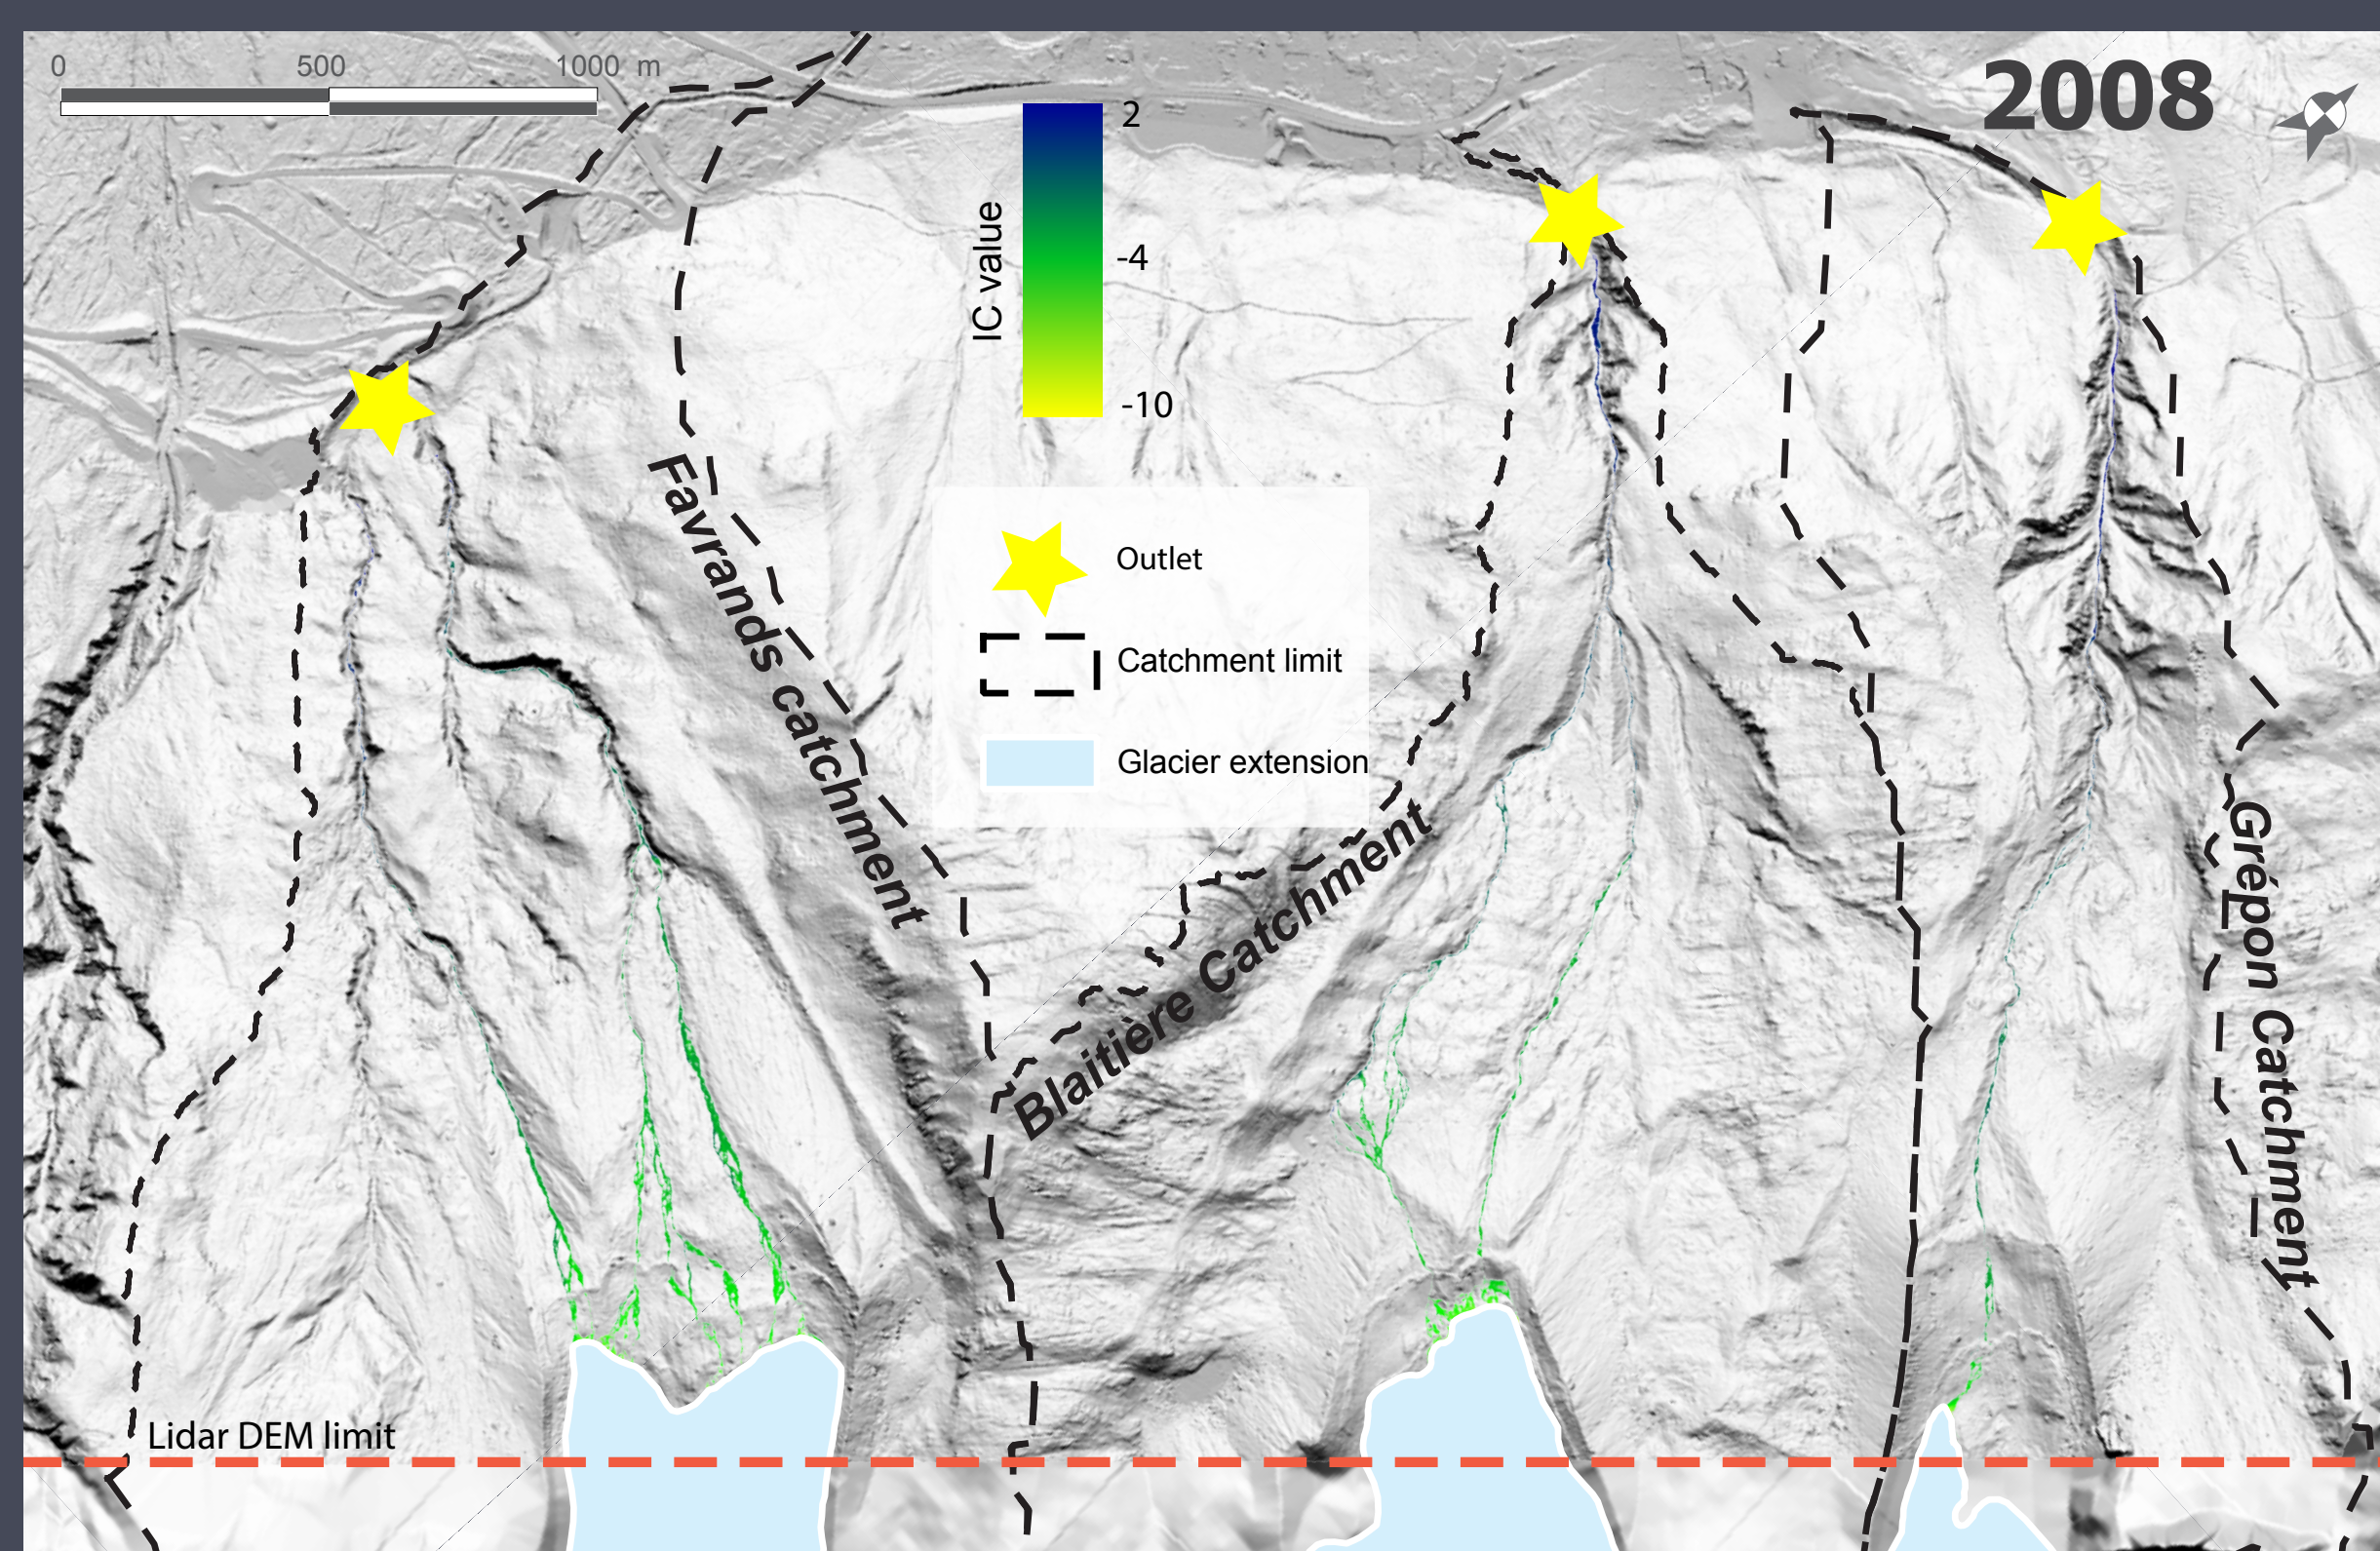 0 500 1000 m
2008
2
-4
-10
IC value
Outlet
Catchment limit
Glacier extension
Favrands catchment
Blaitière Catchment
Grépon Catchment
Lidar DEM limit